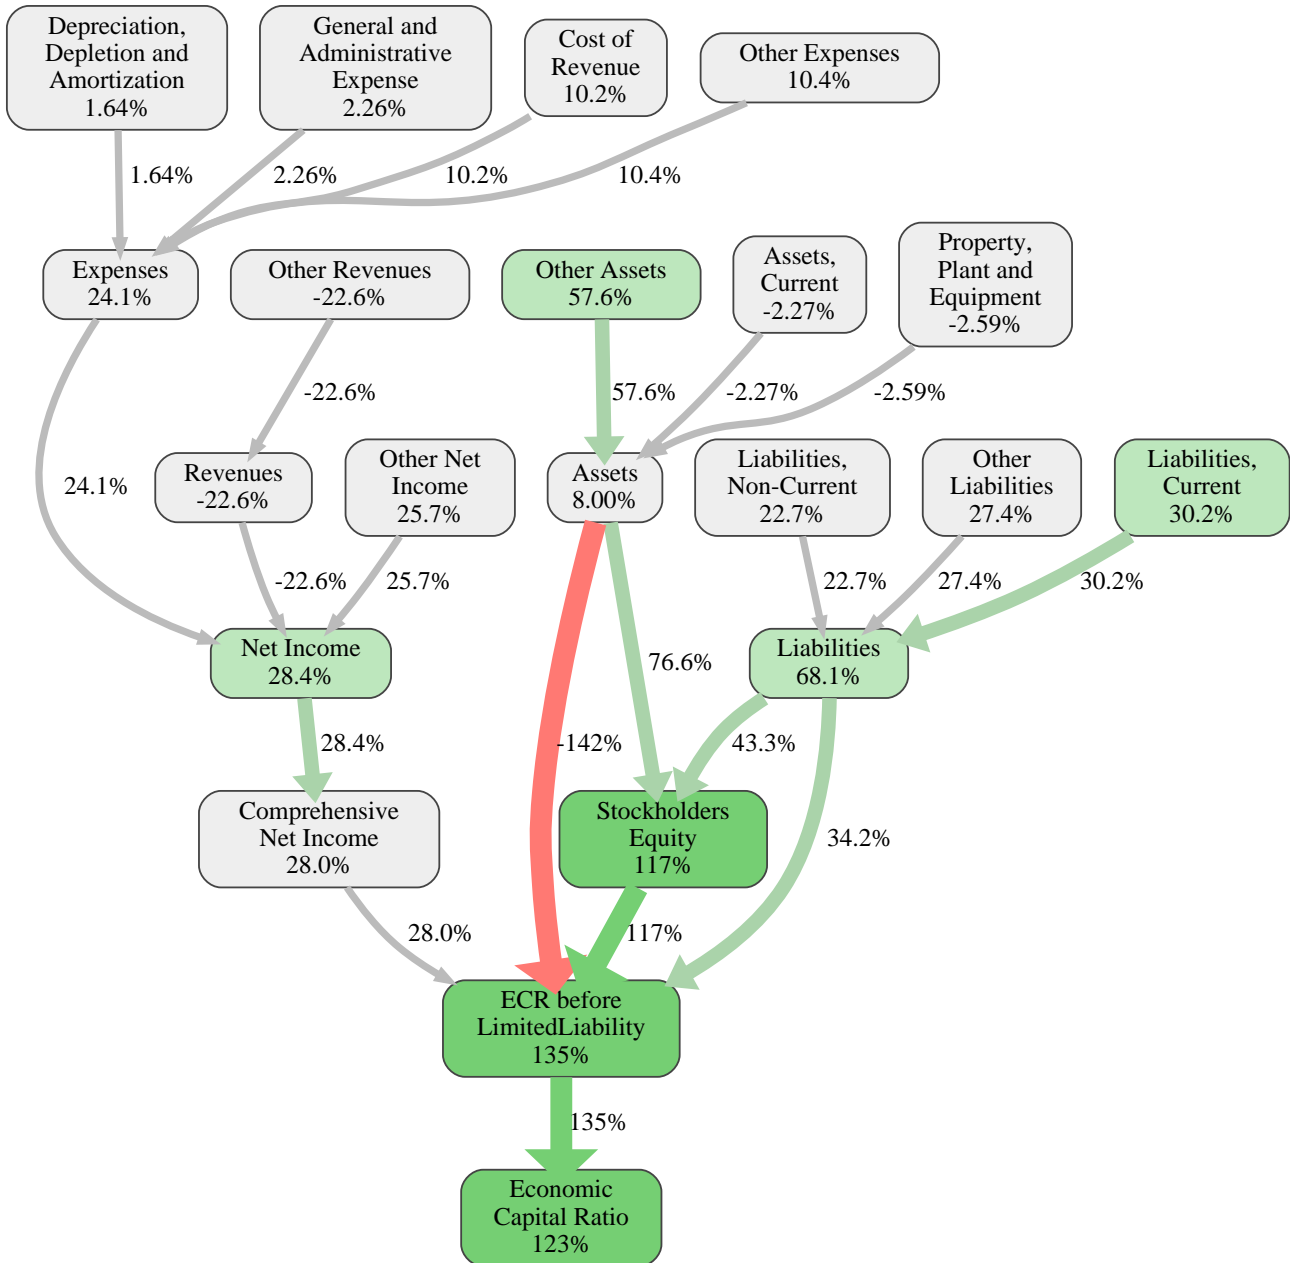 Depreciation,
Depletion and
Amortization
1.64%
General and
Administrative
Expense
2.26%
Cost of
Revenue
10.2%
Other Expenses
10.4%
1.64%
2.26%
10.2%
10.4%
Expenses
24.1%
Other Revenues
-22.6%
Other Assets
57.6%
Assets,
Current
-2.27%
Property,
Plant and
Equipment
-2.59%
-22.6%
57.6%
-2.27%
-2.59%
24.1%
Revenues
-22.6%
Other Net
Income
25.7%
Assets
8.00%
Liabilities,
Non-Current
22.7%
Other
Liabilities
27.4%
Liabilities,
Current
30.2%
-22.6%
25.7%
22.7%
27.4%
30.2%
Net Income
28.4%
76.6%
Liabilities
68.1%
28.4%
-142%
43.3%
Comprehensive
Net Income
28.0%
Stockholders
Equity
117%
34.2%
28.0%
117%
ECR before
LimitedLiability
135%
135%
Economic
Capital Ratio
123%